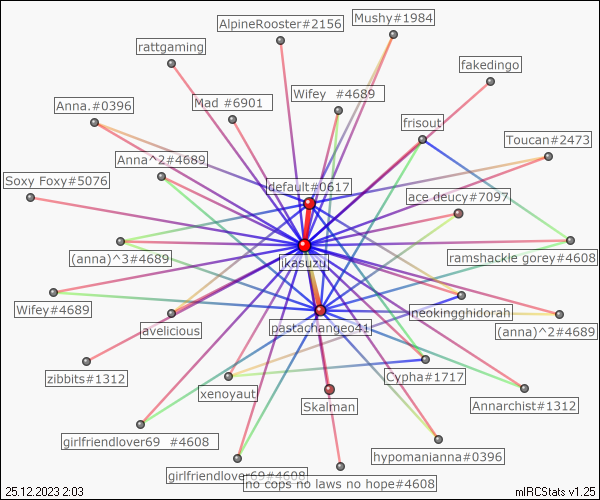 Mushy#1984
AlpineRooster#2156
rattgaming
fakedingo
Wifey #4689
Mad #6901
Anna.#0396
frisout
Toucan#2473
Anna^2#4689
Soxy Foxy#5076
default#0617
ace deucy#7097
(anna)^3#4689
ikasuzu
ramshackle gorey#4608
Wifey#4689
avelicious
pastachangeo41
neokingghidorah
(anna)^2#4689
zibbits#1312
xenoyaut
Cypha#1717
Skalman
Annarchist#1312
girlfriendlover69 #4608
hypomanianna#0396
girlfriendlover69#4608
no cops no laws no hope#4608
25.12.2023 2:03
mIRCStats v1.25